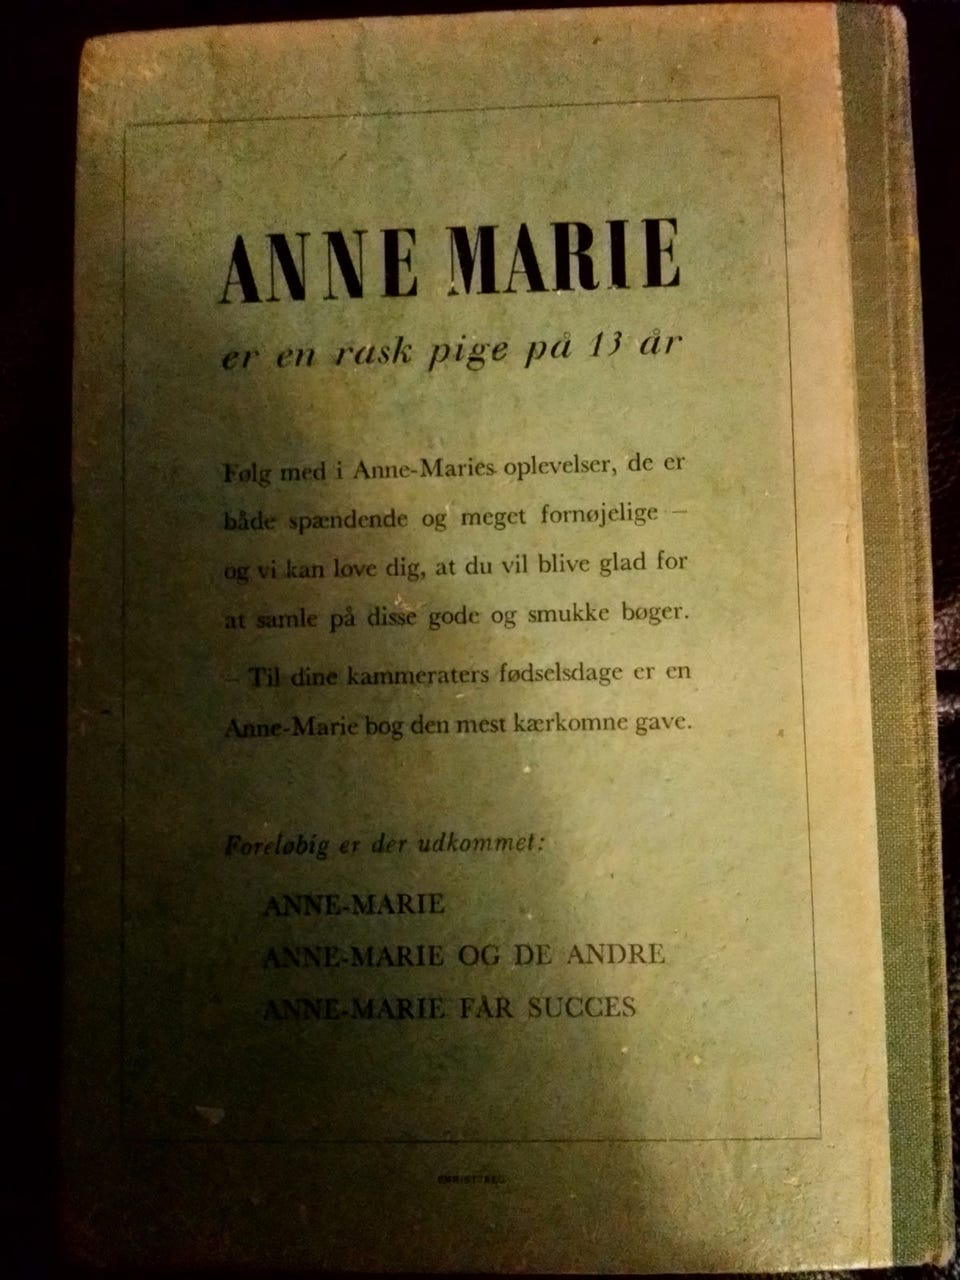 ANNE MARIE
er en rask pige på 13 år
Følg med i Anne-Maries oplevelser, de er
både spændende og meget fornøjelige –
og vi kan love dig, at du vil blive glad for
at samle på disse gode og smukke bøger.
– Til dine kammeraters fødselsdage er en
Anne-Marie bog den mest kærkomne gave.
Foreløbig er der udkommet:
ANNE-MARIE
ANNE-MARIE OG DE ANDRE
ANNE-MARIE FÅR SUCCES